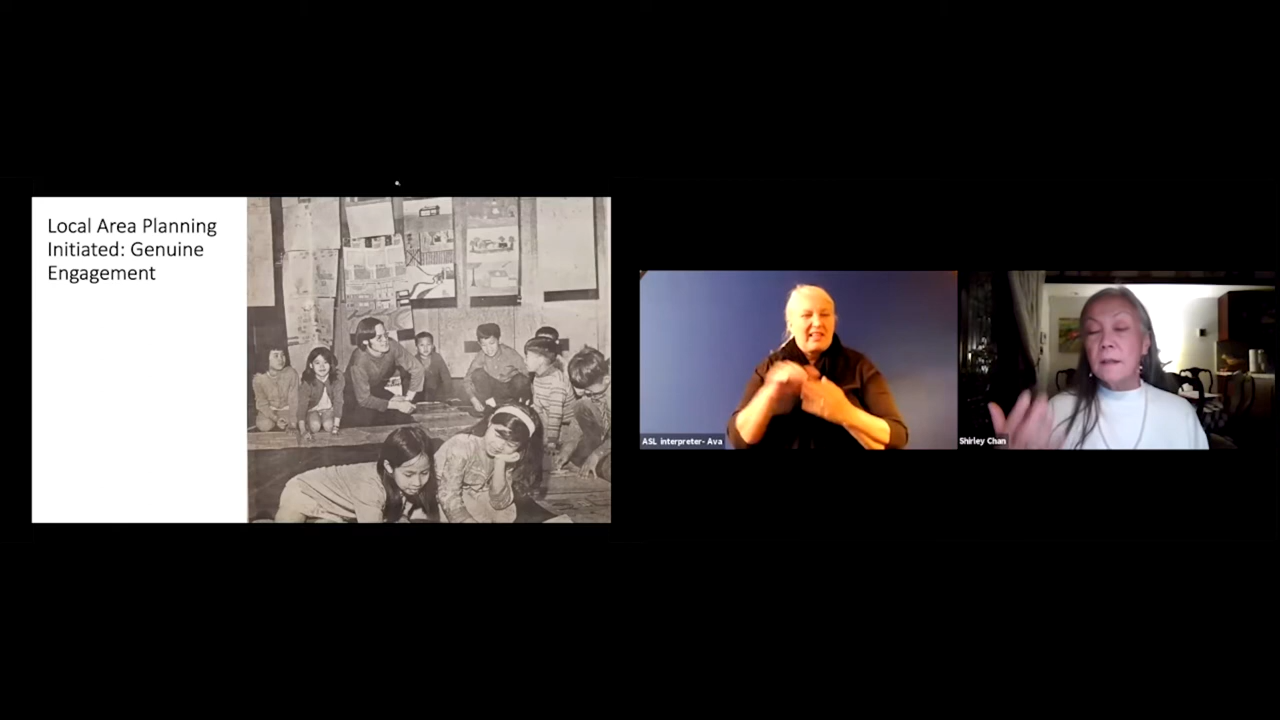 Local Area Planning
Initiated: Genuine
Engagement
ASL interpreter- Ava
Shirley Chan